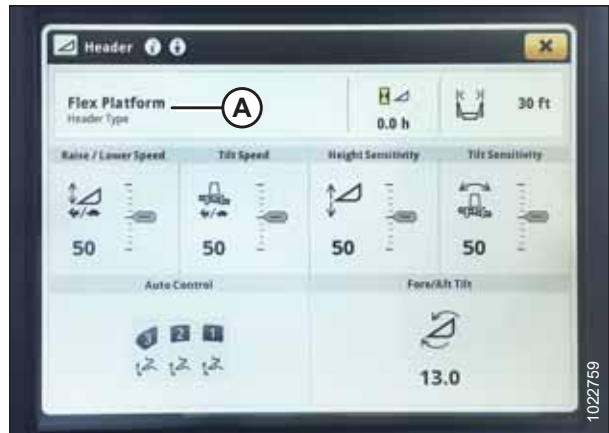 Header
Flex Platform
Header Type
A
0.0 h
30 ft
Raise / Lower Speed
Tilt Speed
Height Sensitivity
Tilt Sensitivity
50
50
50
50
Auto Control
Fore/Aft Tilt
3 2 1
13.0
1022759